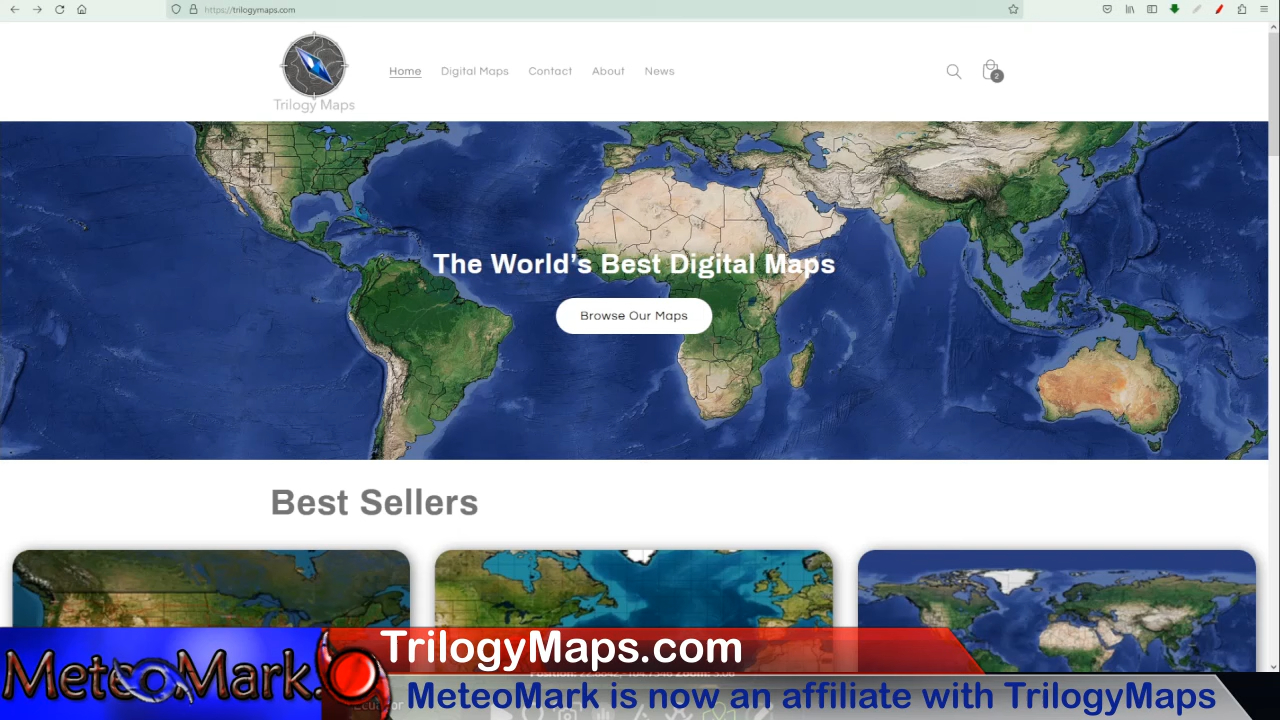 https://trilogymaps.com
Trilogy Maps
Home
Digital Maps
Contact
About
News
2
The World's Best Digital Maps
Browse Our Maps
Best Sellers
TrilogyMaps.com
MeteoMark.
MeteoMark is now an affiliate with TrilogyMaps
Ecuador